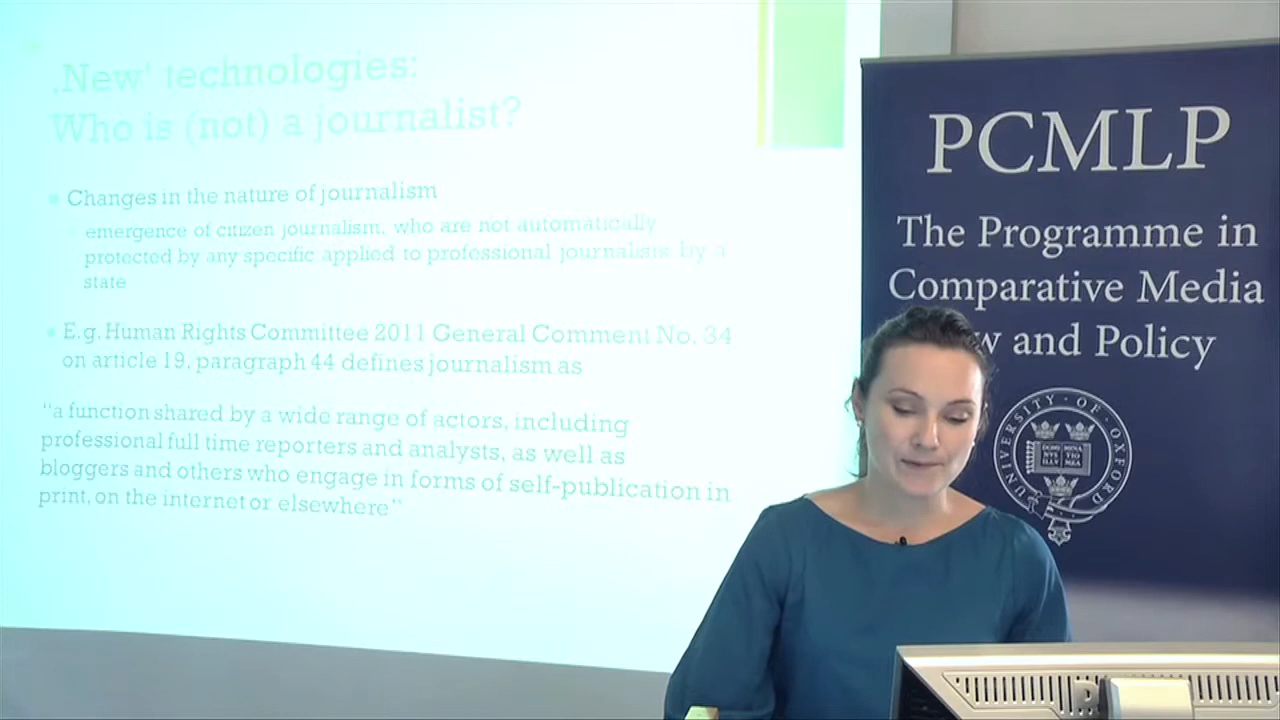 ‚New' technologies:
Who is (not) a journalist?
Changes in the nature of journalism
emergence of citizen journalism, who are not automatically
protected by any specific applied to professional journalists by a
state
E.g. Human Rights Committee 2011 General Comment No. 34
on article 19, paragraph 44 defines journalism as
“a function shared by a wide range of actors, including
professional full time reporters and analysts, as well as
bloggers and others who engage in forms of self-publication in
print, on the internet or elsewhere”
PCMLP
The Programme in
Comparative Media
w and Policy
UNIVERSITY · OF · OXFORD